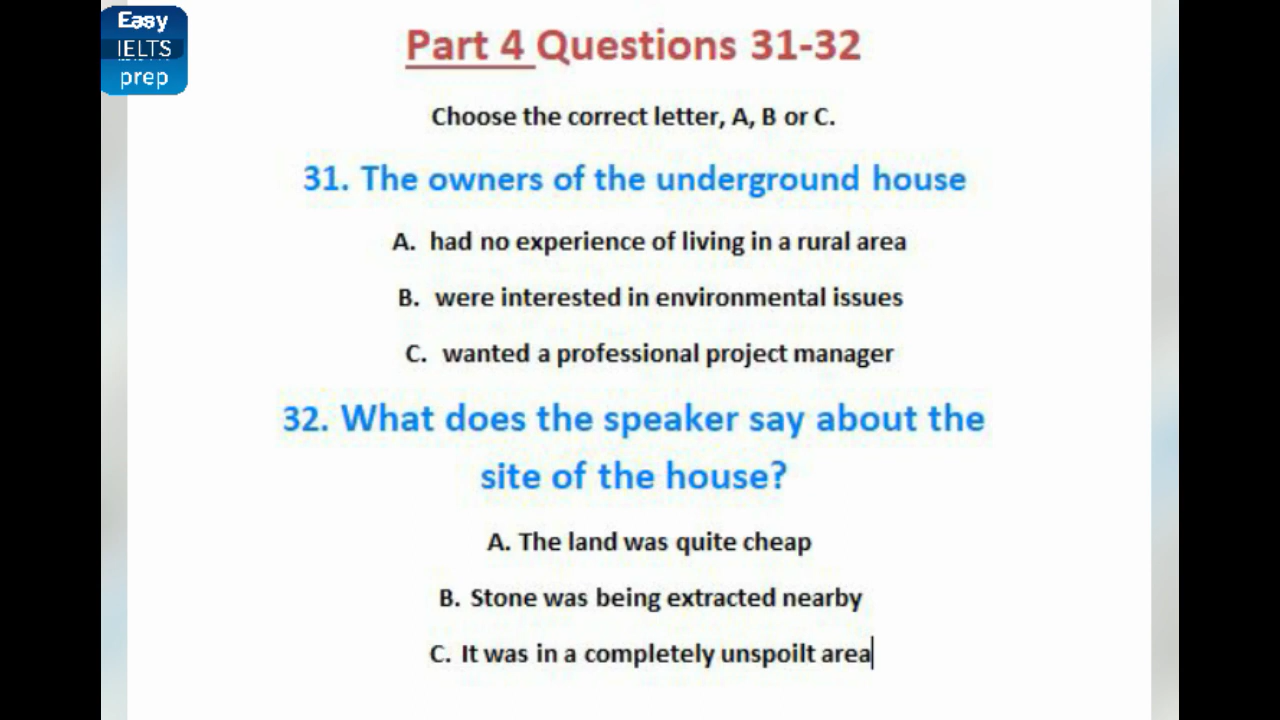 Easy
IELTS
prep
Part 4 Questions 31-32
Choose the correct letter, A, B or C.
31. The owners of the underground house
A. had no experience of living in a rural area
B. were interested in environmental issues
C. wanted a professional project manager
32. What does the speaker say about the
site of the house?
A. The land was quite cheap
B. Stone was being extracted nearby
C. It was in a completely unspoilt area